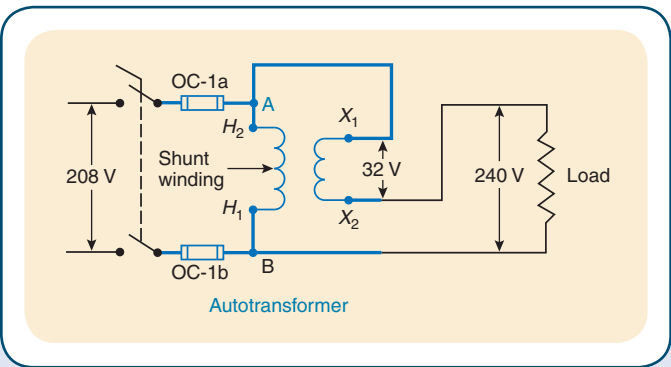 OC-1a
A
X1
H2
Shunt
winding
208 V
32 V
240 V
Load
H1
X2
B
OC-1b
Autotransformer